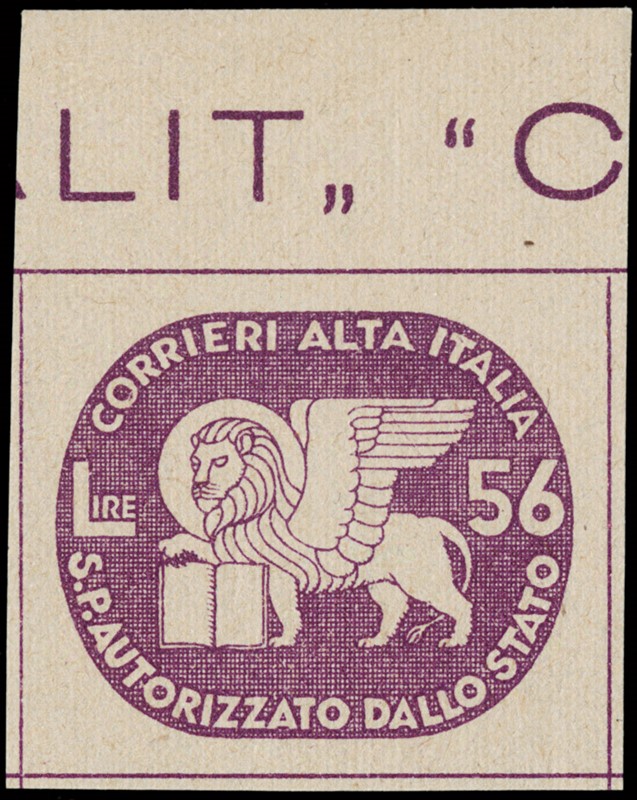 ALIT„ “C
CORRIERI ALTA ITALIA
LIRE 56
S.P. AUTORIZZATO DALLO STATO